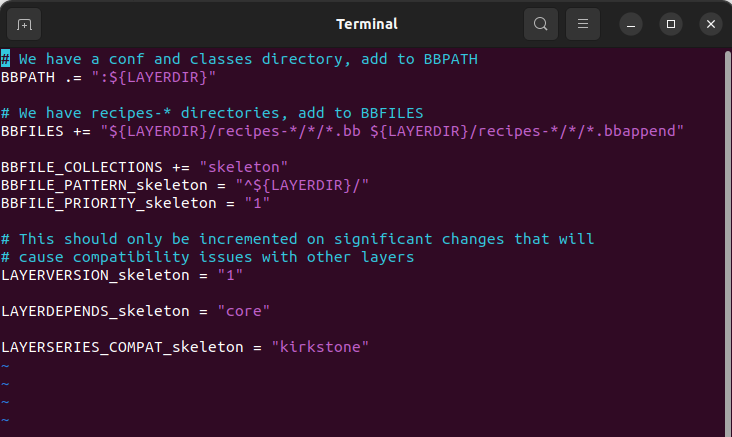 Terminal
# We have a conf and classes directory, add to BBPATH
BBPATH .= ":${LAYERDIR}"
# We have recipes-* directories, add to BBFILES
BBFILES += "${LAYERDIR}/recipes-*/*/*.bb ${LAYERDIR}/recipes-*/*/*.bbappend"
BBFILE_COLLECTIONS += "skeleton"
BBFILE_PATTERN_skeleton = "^${LAYERDIR}/"
BBFILE_PRIORITY_skeleton = "1"
# This should only be incremented on significant changes that will
# cause compatibility issues with other layers
LAYERVERSION_skeleton = "1"
LAYERDEPENDS_skeleton = "core"
LAYERSERIES_COMPAT_skeleton = "kirkstone"
~
~
~
~